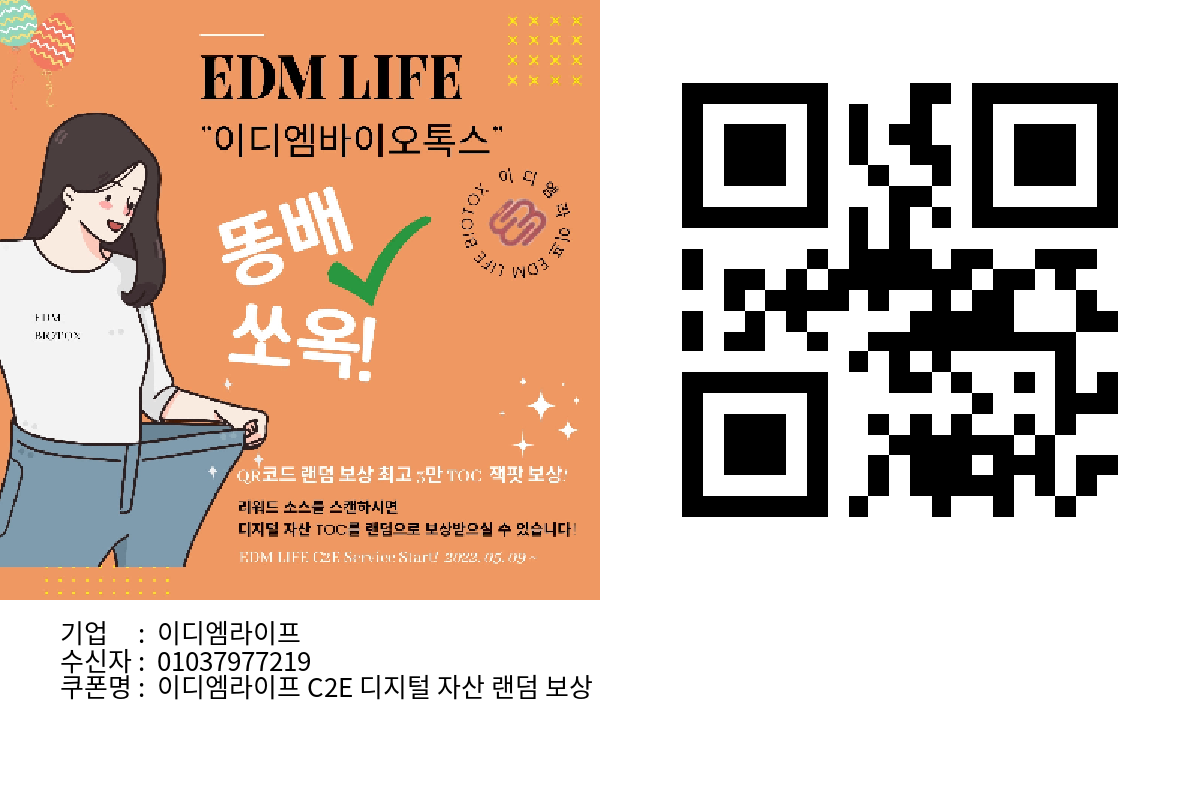 EDM LIFE
"이디엠바이오톡스"
이디엠라이프 EDM LIFE BIOTOX
똥배
쏘옥!
EDM
BIOTOX
QR코드 랜덤 보상 최고 5만 TOC 잭팟 보상!
리워드 소스를 스캔하시면
디지털 자산 TOC를 랜덤으로 보상받으실 수 있습니다!
EDM LIFE C2E Service Start! 2022. 05. 09 ~
기업 : 이디엠라이프
수신자 : 01037977219
쿠폰명 : 이디엠라이프 C2E 디지털 자산 랜덤 보상